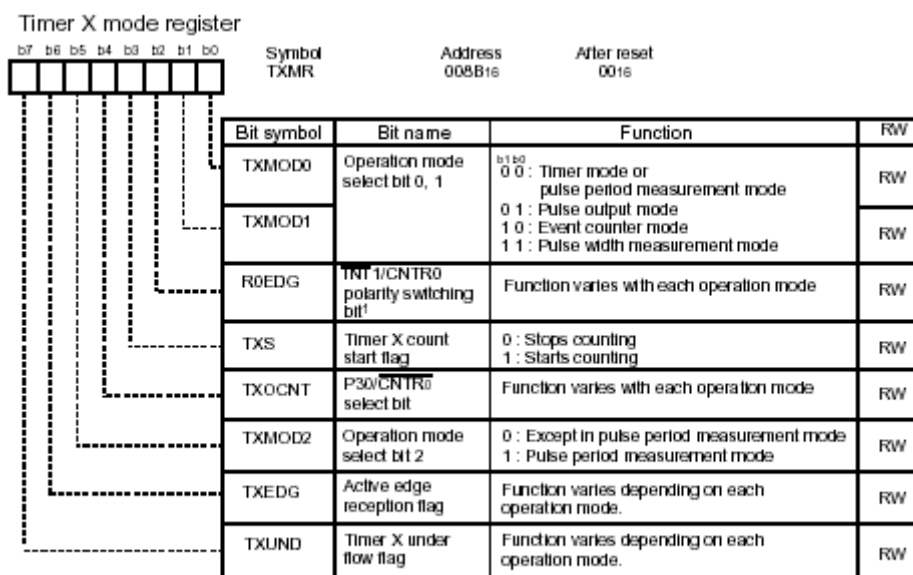 Timer X mode register
b7 b6 b5 b4 b3 b2 b1 b0
Symbol Address After reset
TXMR 008B16 0016
Bit symbol Bit name Function RW
TXMOD0 Operation mode select bit 0, 1
b1 b0
0 0 : Timer mode or
pulse period measurement mode
0 1 : Pulse output mode
1 0 : Event counter mode
1 1 : Pulse width measurement mode
RW
TXMOD1 RW
R0EDG INT1/CNTR0
polarity switching
bit1
Function varies with each operation mode RW
TXS Timer X count
start flag
0 : Stops counting
1 : Starts counting
RW
TXOCNT P30/CNTR0
select bit
Function varies with each operation mode RW
TXMOD2 Operation mode
select bit 2
0 : Except in pulse period measurement mode
1 : Pulse period measurement mode
RW
TXEDG Active edge
reception flag
Function varies depending on each
operation mode.
RW
TXUND Timer X under
flow flag
Function varies depending on each
operation mode.
RW